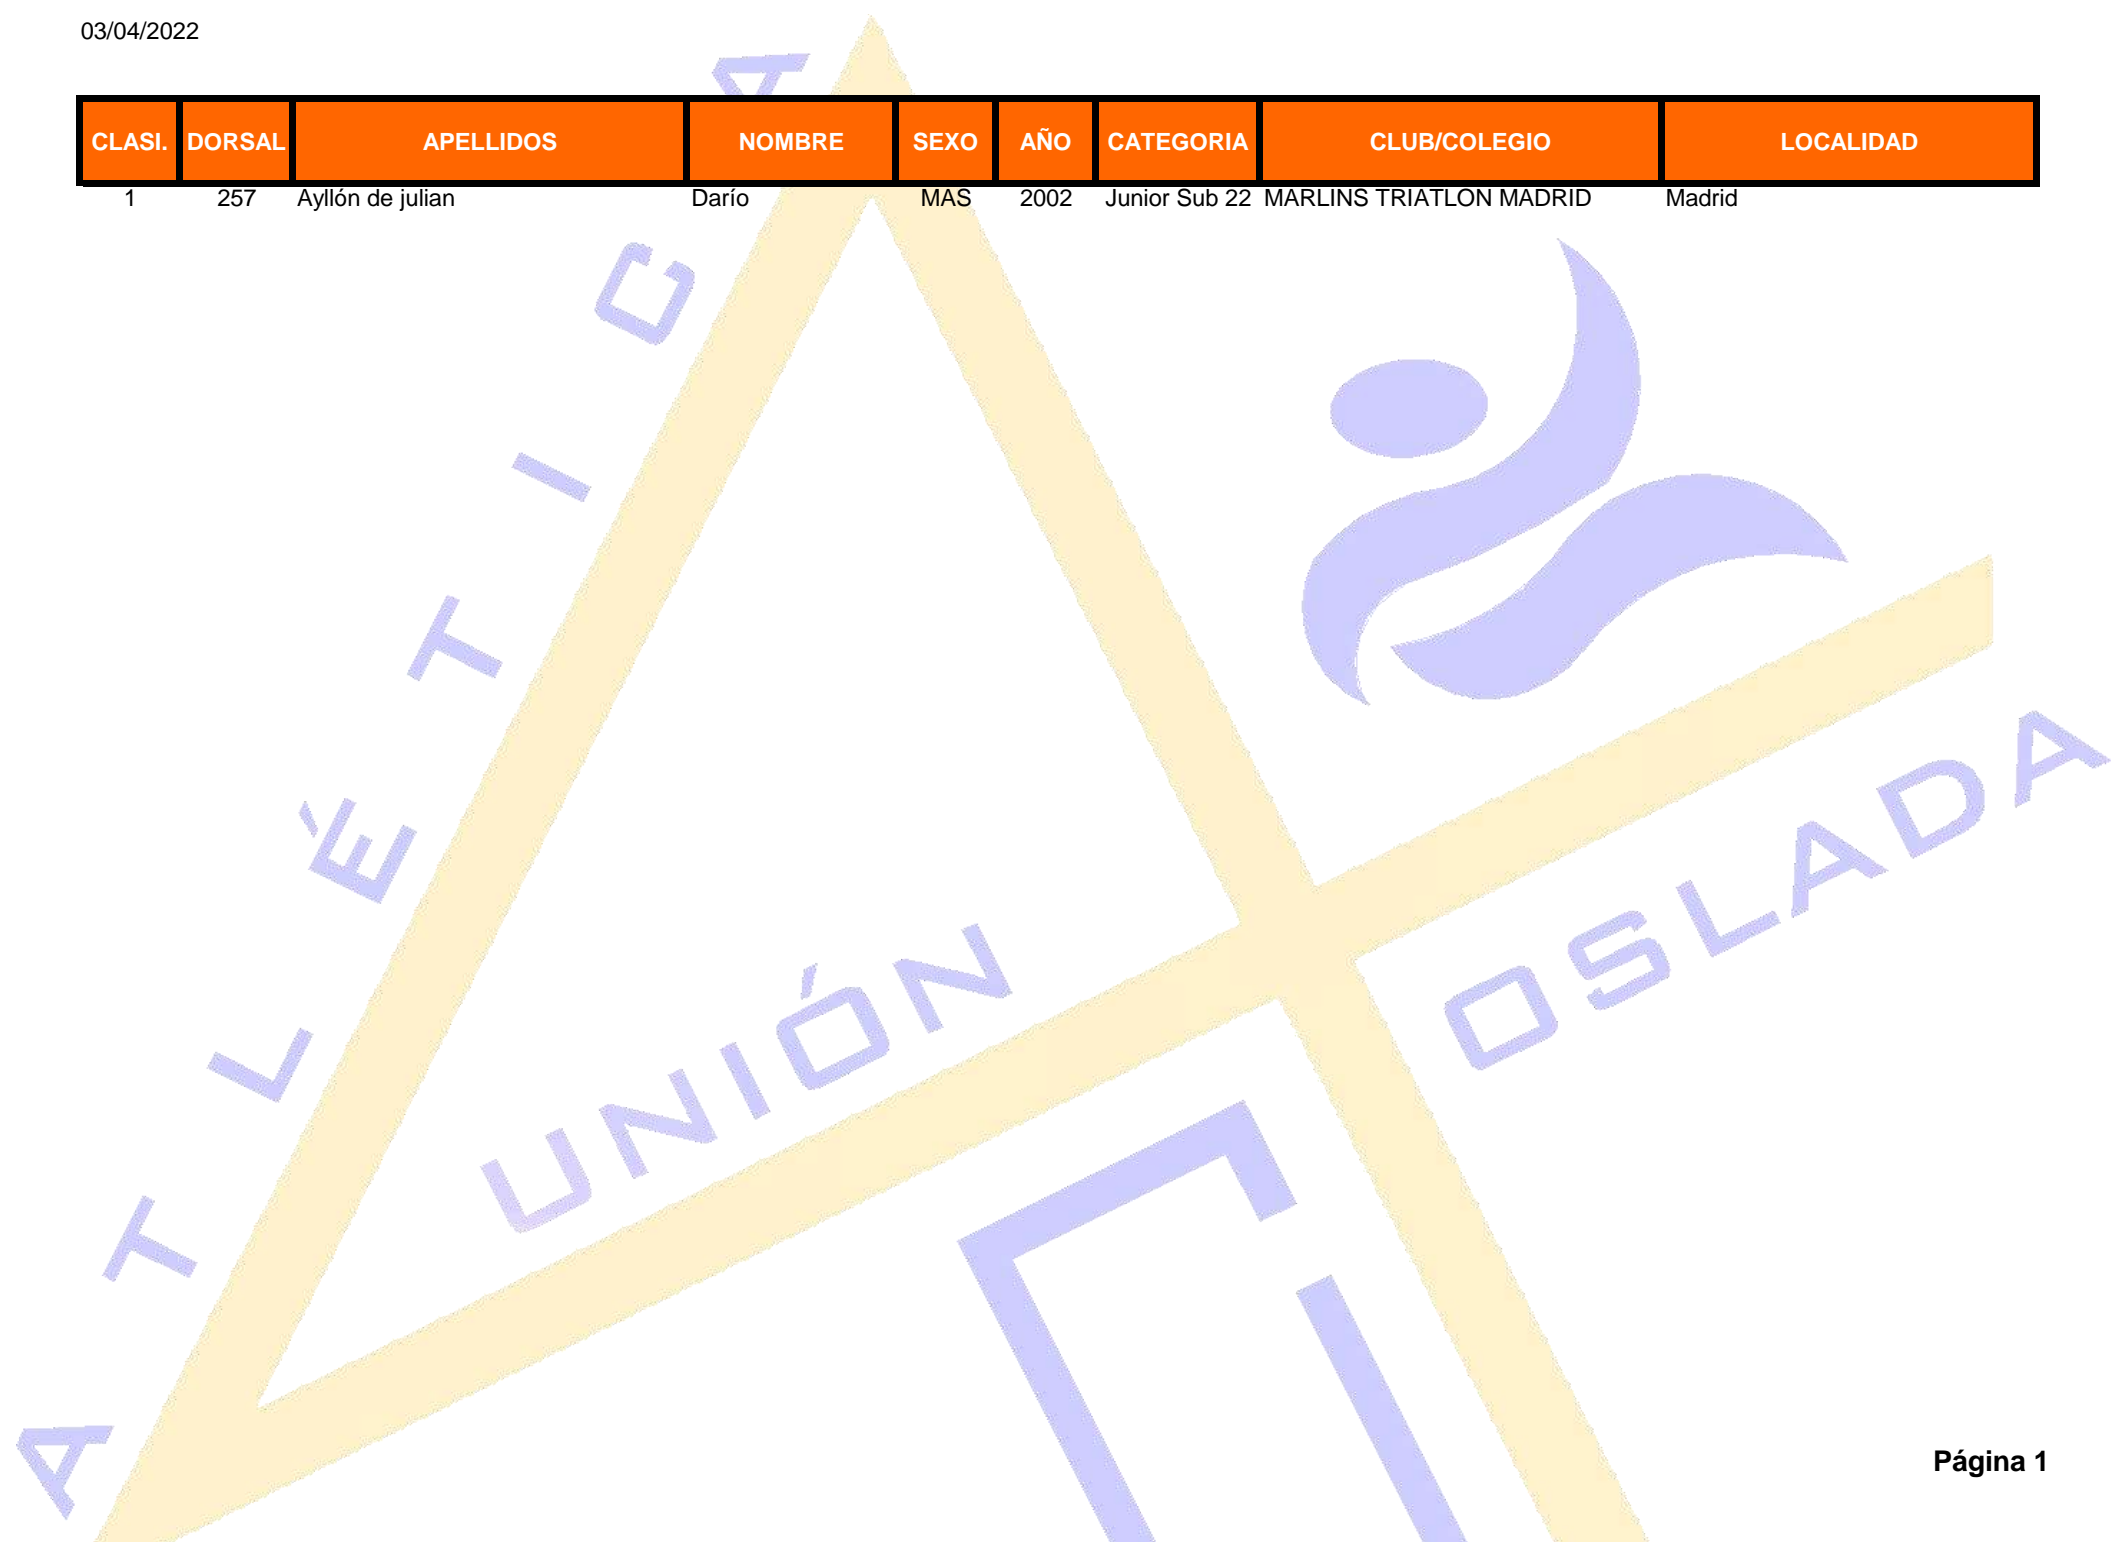 03/04/2022
CLASI. DORSAL APELLIDOS NOMBRE SEXO AÑO CATEGORIA CLUB/COLEGIO LOCALIDAD
1 257 Ayllón de julian Darío MAS 2002 Junior Sub 22 MARLINS TRIATLON MADRID Madrid
ATLÉTICA
UNIÓN
OSLADA
Página 1